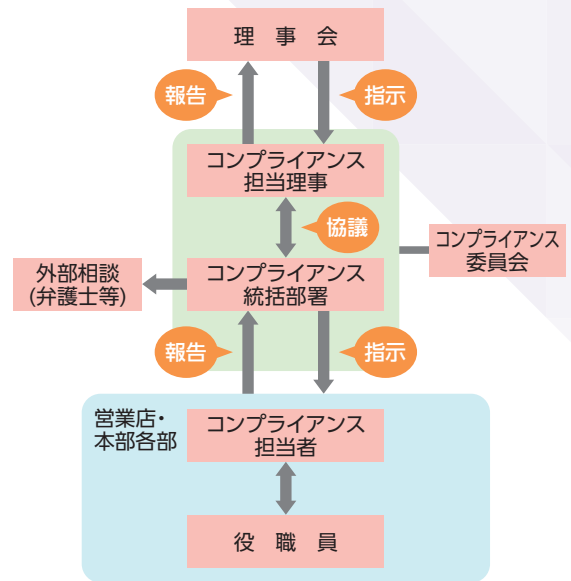 理事会
報告
指示
コンプライアンス
担当理事
協議
コンプライアンス
委員会
外部相談
(弁護士等)
コンプライアンス
統括部署
報告
指示
営業店・
本部各部
コンプライアンス
担当者
役職員